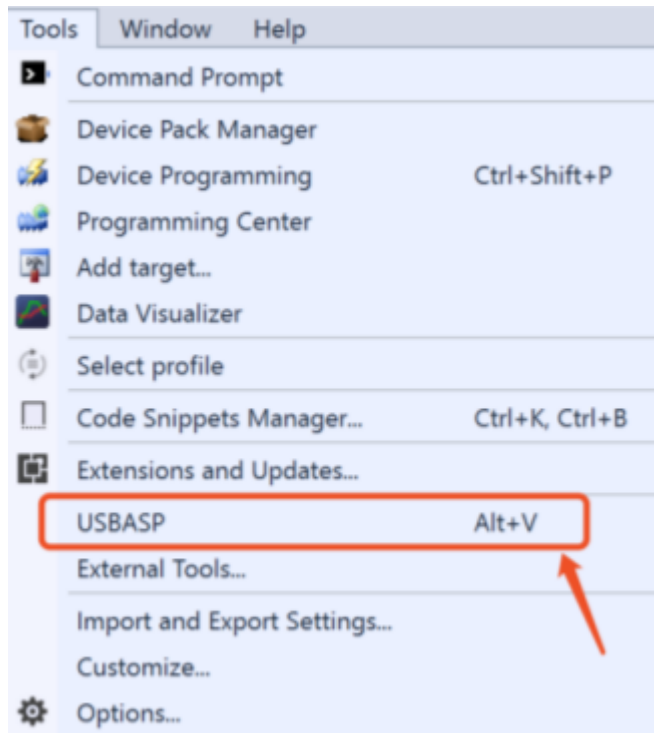 Tools Window Help
Command Prompt
Device Pack Manager
Device Programming Ctrl+Shift+P
Programming Center
Add target...
Data Visualizer
Select profile
Code Snippets Manager... Ctrl+K, Ctrl+B
Extensions and Updates...
USBASP Alt+V
External Tools...
Import and Export Settings...
Customize...
Options...